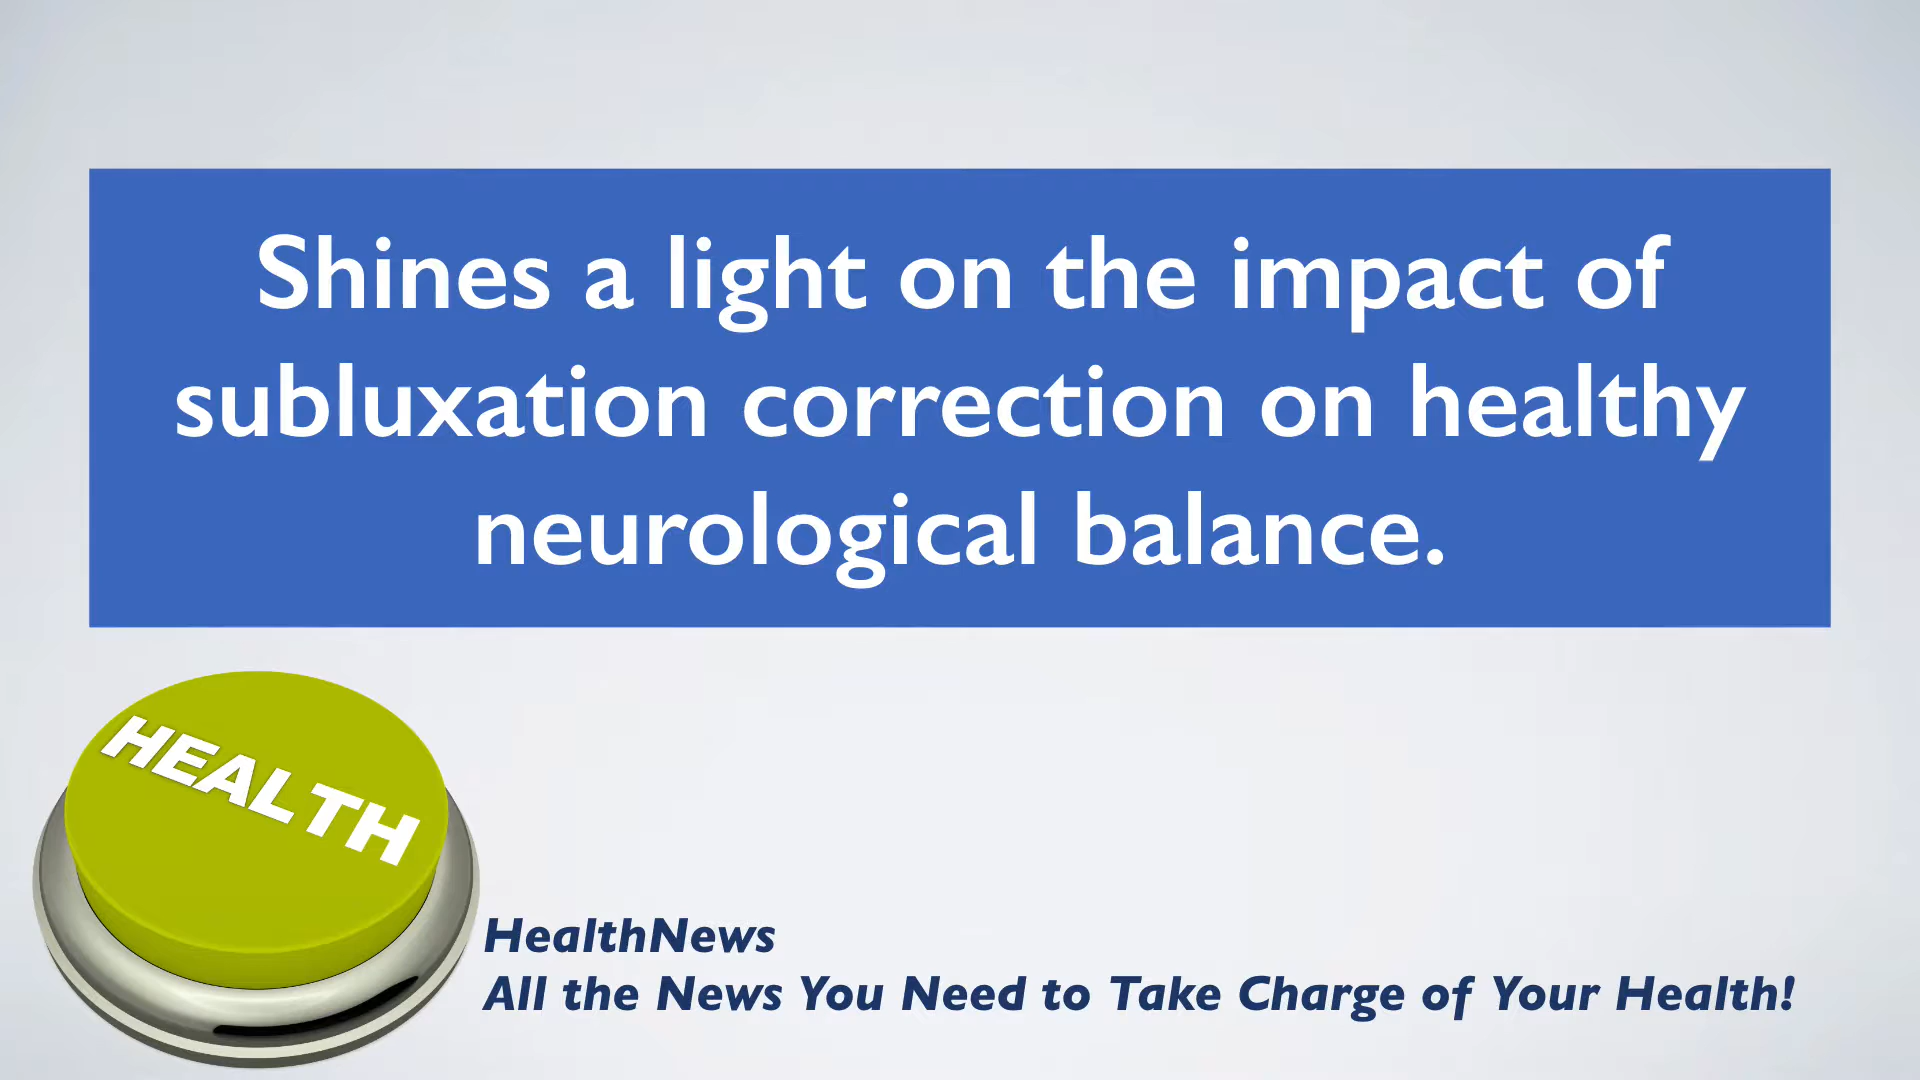 Shines a light on the impact of
subluxation correction on healthy
neurological balance.
HEALTH
HealthNews
All the News You Need to Take Charge of Your Health!